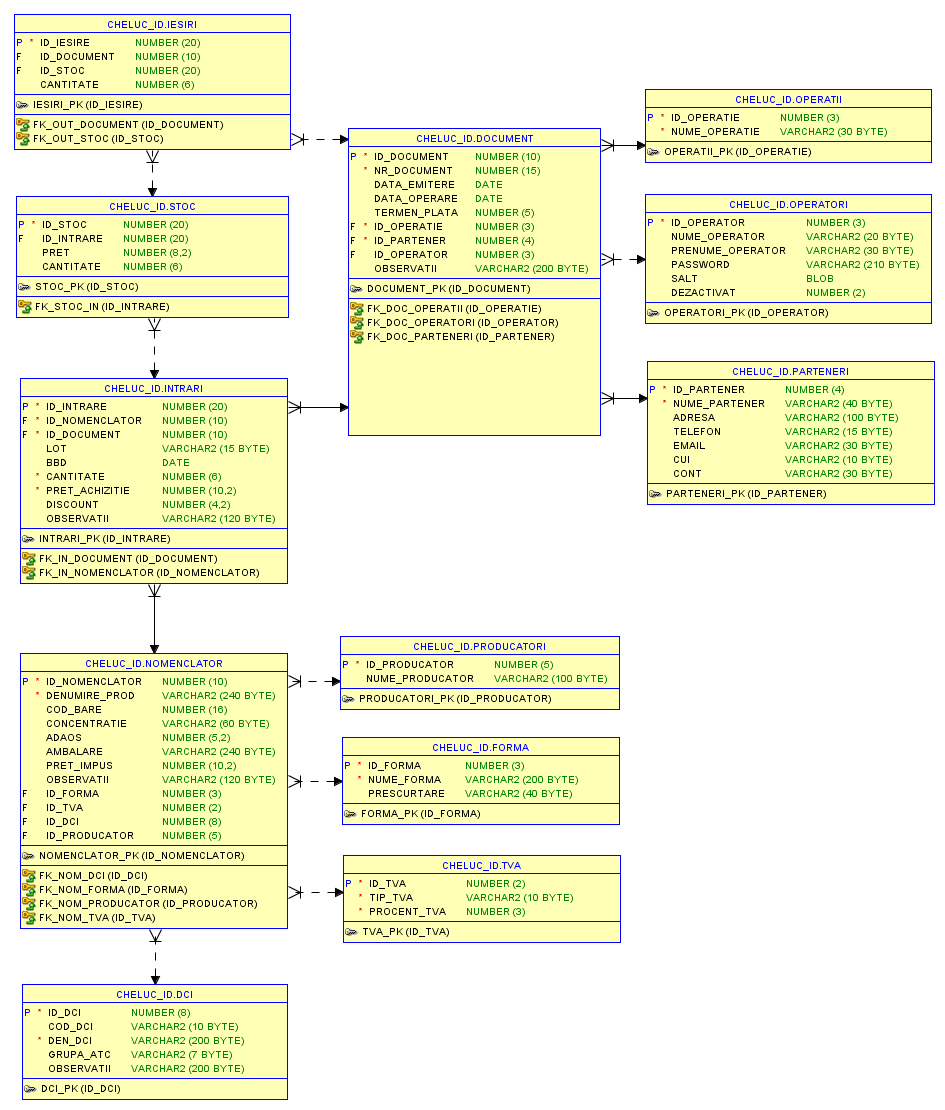 CHELUC_ID.IESIRI
P * ID_IESIRE NUMBER (20)
F ID_DOCUMENT NUMBER (10)
F ID_STOC NUMBER (20)
CANTITATE NUMBER (6)
IESIRI_PK (ID_IESIRE)
FK_OUT_DOCUMENT (ID_DOCUMENT)
FK_OUT_STOC (ID_STOC)
CHELUC_ID.DOCUMENT
P * ID_DOCUMENT NUMBER (10)
* NR_DOCUMENT NUMBER (15)
DATA_EMITERE DATE
DATA_OPERARE DATE
TERMEN_PLATA NUMBER (5)
F * ID_OPERATIE NUMBER (3)
F * ID_PARTENER NUMBER (4)
F ID_OPERATOR NUMBER (3)
OBSERVATII VARCHAR2 (200 BYTE)
DOCUMENT_PK (ID_DOCUMENT)
FK_DOC_OPERATII (ID_OPERATIE)
FK_DOC_OPERATORI (ID_OPERATOR)
FK_DOC_PARTENERI (ID_PARTENER)
CHELUC_ID.OPERATII
P * ID_OPERATIE NUMBER (3)
* NUME_OPERATIE VARCHAR2 (30 BYTE)
OPERATII_PK (ID_OPERATIE)
CHELUC_ID.OPERATORI
P * ID_OPERATOR NUMBER (3)
NUME_OPERATOR VARCHAR2 (20 BYTE)
PRENUME_OPERATOR VARCHAR2 (30 BYTE)
PASSWORD VARCHAR2 (210 BYTE)
SALT BLOB
DEZACTIVAT NUMBER (2)
OPERATORI_PK (ID_OPERATOR)
CHELUC_ID.PARTENERI
P * ID_PARTENER NUMBER (4)
* NUME_PARTENER VARCHAR2 (40 BYTE)
ADRESA VARCHAR2 (100 BYTE)
TELEFON VARCHAR2 (15 BYTE)
EMAIL VARCHAR2 (30 BYTE)
CUI VARCHAR2 (10 BYTE)
CONT VARCHAR2 (30 BYTE)
PARTENERI_PK (ID_PARTENER)
CHELUC_ID.STOC
P * ID_STOC NUMBER (20)
F ID_INTRARE NUMBER (20)
PRET NUMBER (8,2)
CANTITATE NUMBER (6)
STOC_PK (ID_STOC)
FK_STOC_IN (ID_INTRARE)
CHELUC_ID.INTRARI
P * ID_INTRARE NUMBER (20)
F * ID_NOMENCLATOR NUMBER (10)
F * ID_DOCUMENT NUMBER (10)
LOT VARCHAR2 (15 BYTE)
BBD DATE
* CANTITATE NUMBER (6)
* PRET_ACHIZITIE NUMBER (10,2)
DISCOUNT NUMBER (4,2)
OBSERVATII VARCHAR2 (120 BYTE)
INTRARI_PK (ID_INTRARE)
FK_IN_DOCUMENT (ID_DOCUMENT)
FK_IN_NOMENCLATOR (ID_NOMENCLATOR)
CHELUC_ID.NOMENCLATOR
P * ID_NOMENCLATOR NUMBER (10)
* DENUMIRE_PROD VARCHAR2 (240 BYTE)
COD_BARE NUMBER (16)
CONCENTRATIE VARCHAR2 (60 BYTE)
ADAOS NUMBER (5,2)
AMBALARE VARCHAR2 (240 BYTE)
PRET_IMPUS NUMBER (10,2)
OBSERVATII VARCHAR2 (120 BYTE)
F ID_FORMA NUMBER (3)
F ID_TVA NUMBER (2)
F ID_DCI NUMBER (8)
F ID_PRODUCATOR NUMBER (5)
NOMENCLATOR_PK (ID_NOMENCLATOR)
FK_NOM_DCI (ID_DCI)
FK_NOM_FORMA (ID_FORMA)
FK_NOM_PRODUCATOR (ID_PRODUCATOR)
FK_NOM_TVA (ID_TVA)
CHELUC_ID.PRODUCATORI
P * ID_PRODUCATOR NUMBER (5)
NUME_PRODUCATOR VARCHAR2 (100 BYTE)
PRODUCATORI_PK (ID_PRODUCATOR)
CHELUC_ID.FORMA
P * ID_FORMA NUMBER (3)
* NUME_FORMA VARCHAR2 (200 BYTE)
PRESCURTARE VARCHAR2 (40 BYTE)
FORMA_PK (ID_FORMA)
CHELUC_ID.TVA
P * ID_TVA NUMBER (2)
* TIP_TVA VARCHAR2 (10 BYTE)
* PROCENT_TVA NUMBER (3)
TVA_PK (ID_TVA)
CHELUC_ID.DCI
P * ID_DCI NUMBER (8)
COD_DCI VARCHAR2 (10 BYTE)
* DEN_DCI VARCHAR2 (200 BYTE)
GRUPA_ATC VARCHAR2 (7 BYTE)
OBSERVATII VARCHAR2 (200 BYTE)
DCI_PK (ID_DCI)